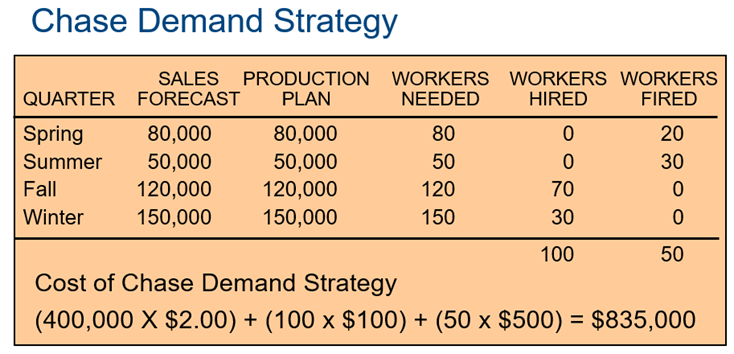 Chase Demand Strategy
SALES PRODUCTION WORKERS WORKERS WORKERS
QUARTER FORECAST PLAN NEEDED HIRED FIRED
Spring 80,000 80,000 80 0 20
Summer 50,000 50,000 50 0 30
Fall 120,000 120,000 120 70 0
Winter 150,000 150,000 150 30 0
100 50
Cost of Chase Demand Strategy
(400,000 X $2.00) + (100 x $100) + (50 x $500) = $835,000